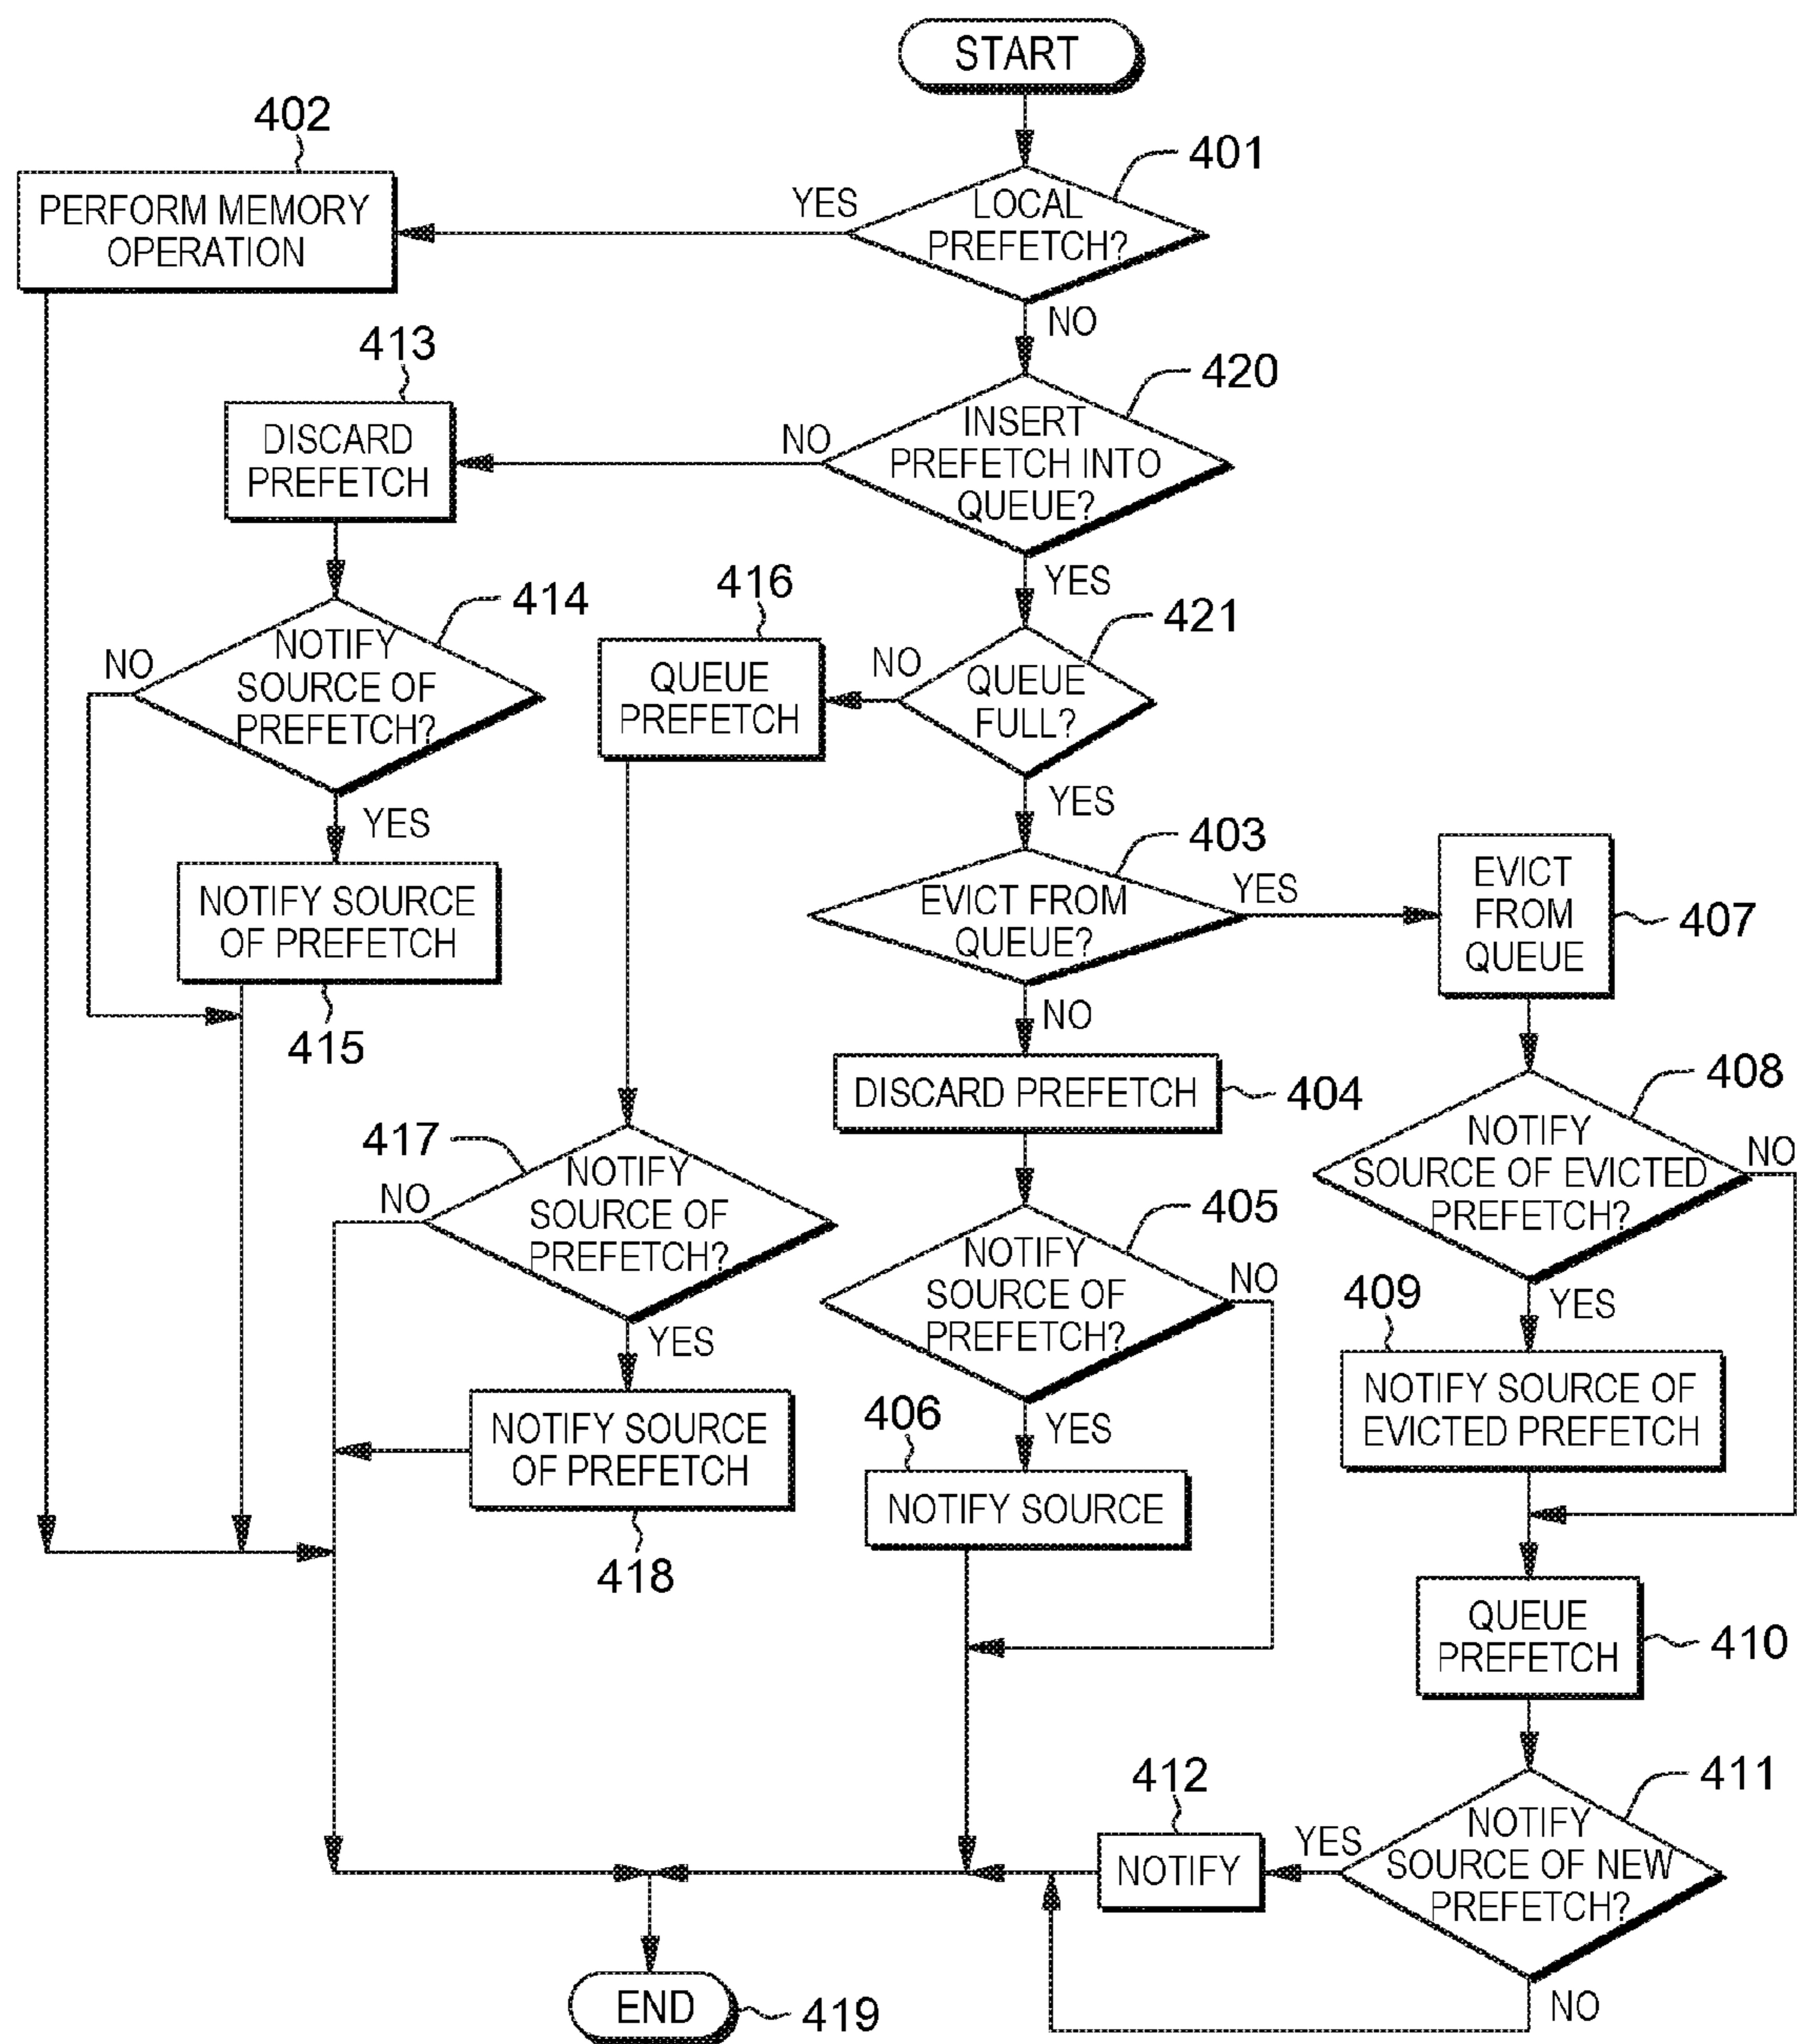 START
402
401
PERFORM MEMORY
OPERATION
YES
LOCAL
PREFETCH?
NO
413
420
DISCARD
PREFETCH
NO
INSERT
PREFETCH INTO
QUEUE?
YES
414
416
421
NO
NOTIFY
SOURCE OF
PREFETCH?
QUEUE
PREFETCH
NO
QUEUE
FULL?
YES
YES
403
NOTIFY SOURCE
OF PREFETCH
415
EVICT FROM
QUEUE?
YES
EVICT
FROM
QUEUE
407
NO
DISCARD PREFETCH
404
408
417
NO
NOTIFY
SOURCE OF
PREFETCH?
405
NOTIFY
SOURCE OF EVICTED
PREFETCH?
NO
YES
NOTIFY
SOURCE OF
PREFETCH?
NO
YES
409
NOTIFY SOURCE
OF PREFETCH
418
406
YES
NOTIFY SOURCE
NOTIFY SOURCE OF
EVICTED PREFETCH
QUEUE
PREFETCH
410
412
411
NOTIFY
YES
NOTIFY
SOURCE OF NEW
PREFETCH?
NO
END
419